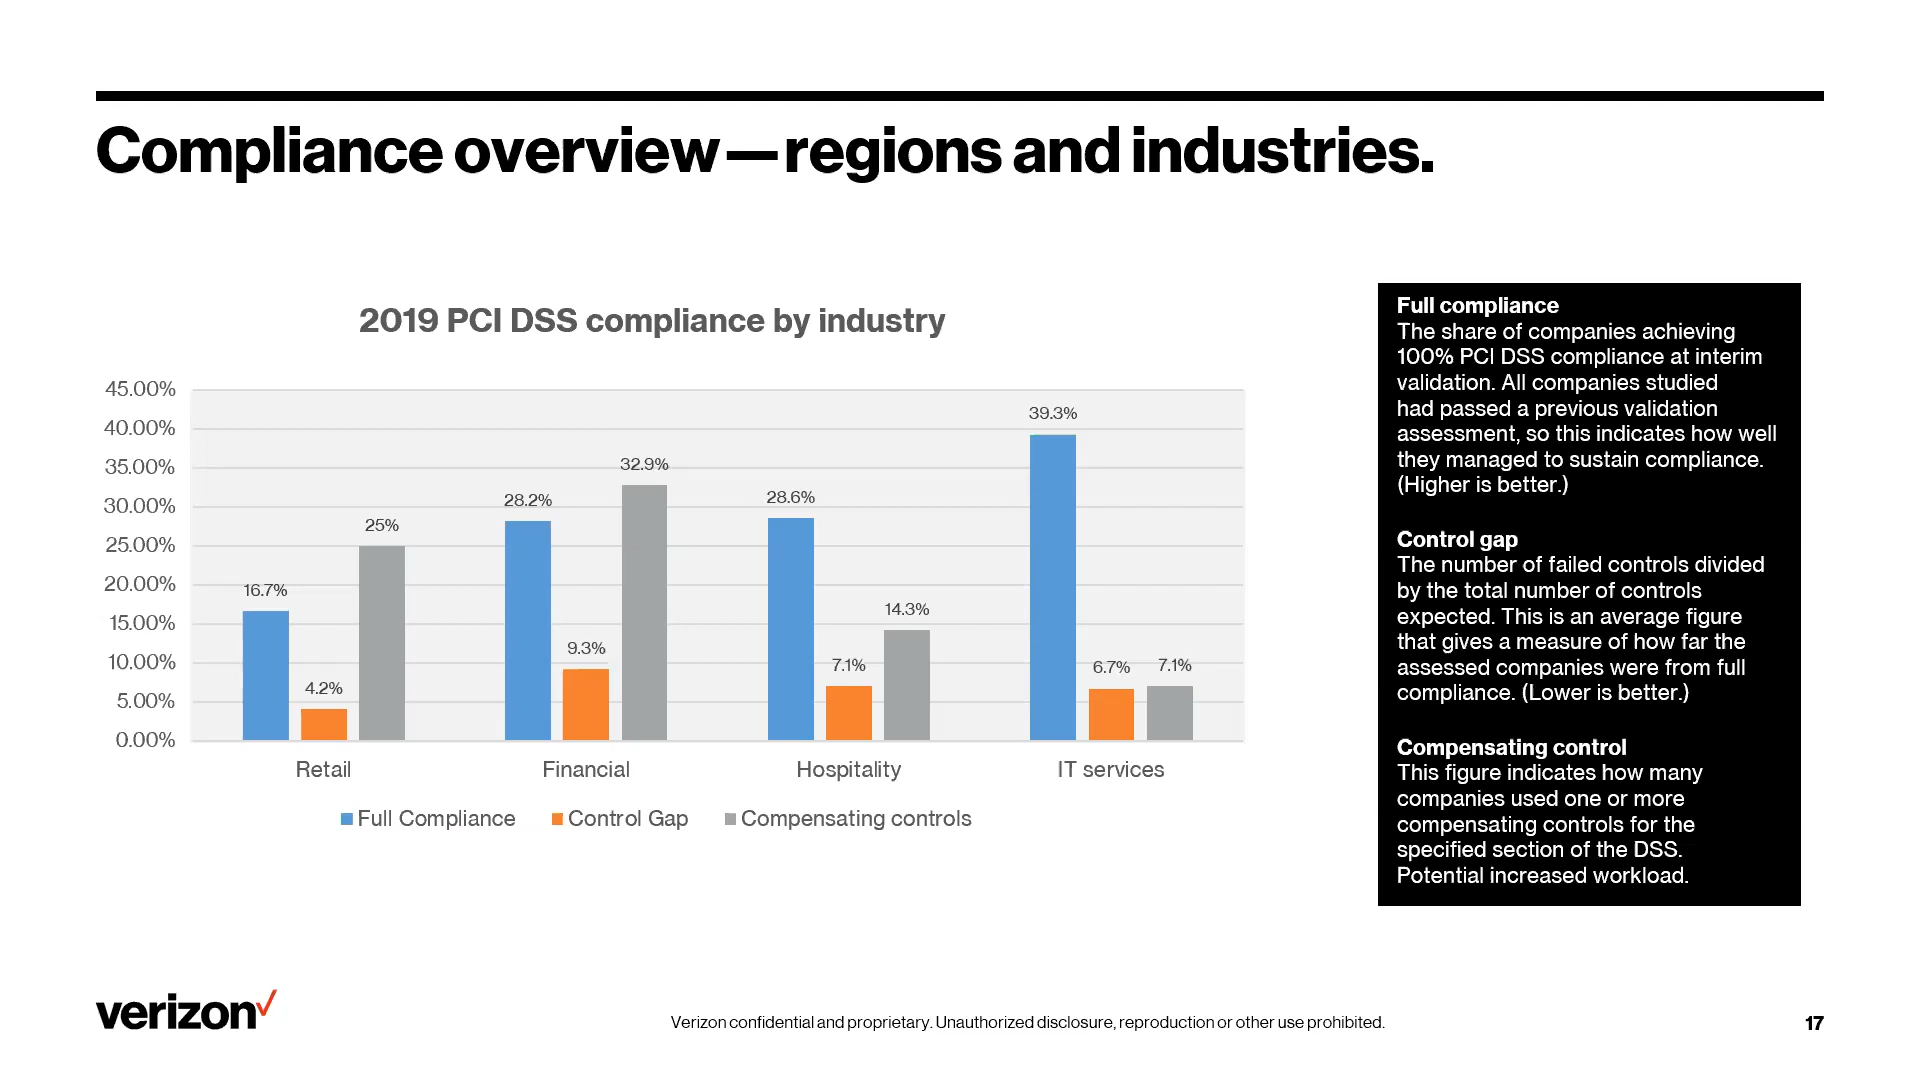 Compliance overview—regions and industries.
2019 PCI DSS compliance by industry
45.00%
40.00%
35.00%
30.00%
25.00%
20.00%
15.00%
10.00%
5.00%
0.00%
16.7%
4.2%
25%
28.2%
9.3%
32.9%
28.6%
7.1%
14.3%
39.3%
6.7%
7.1%
Retail
Financial
Hospitality
IT services
Full Compliance
Control Gap
Compensating controls
Full compliance
The share of companies achieving
100% PCI DSS compliance at interim
validation. All companies studied
had passed a previous validation
assessment, so this indicates how well
they managed to sustain compliance.
(Higher is better.)
Control gap
The number of failed controls divided
by the total number of controls
expected. This is an average figure
that gives a measure of how far the
assessed companies were from full
compliance. (Lower is better.)
Compensating control
This figure indicates how many
companies used one or more
compensating controls for the
specified section of the DSS.
Potential increased workload.
verizon
Verizon confidential and proprietary. Unauthorized disclosure, reproduction or other use prohibited.
17